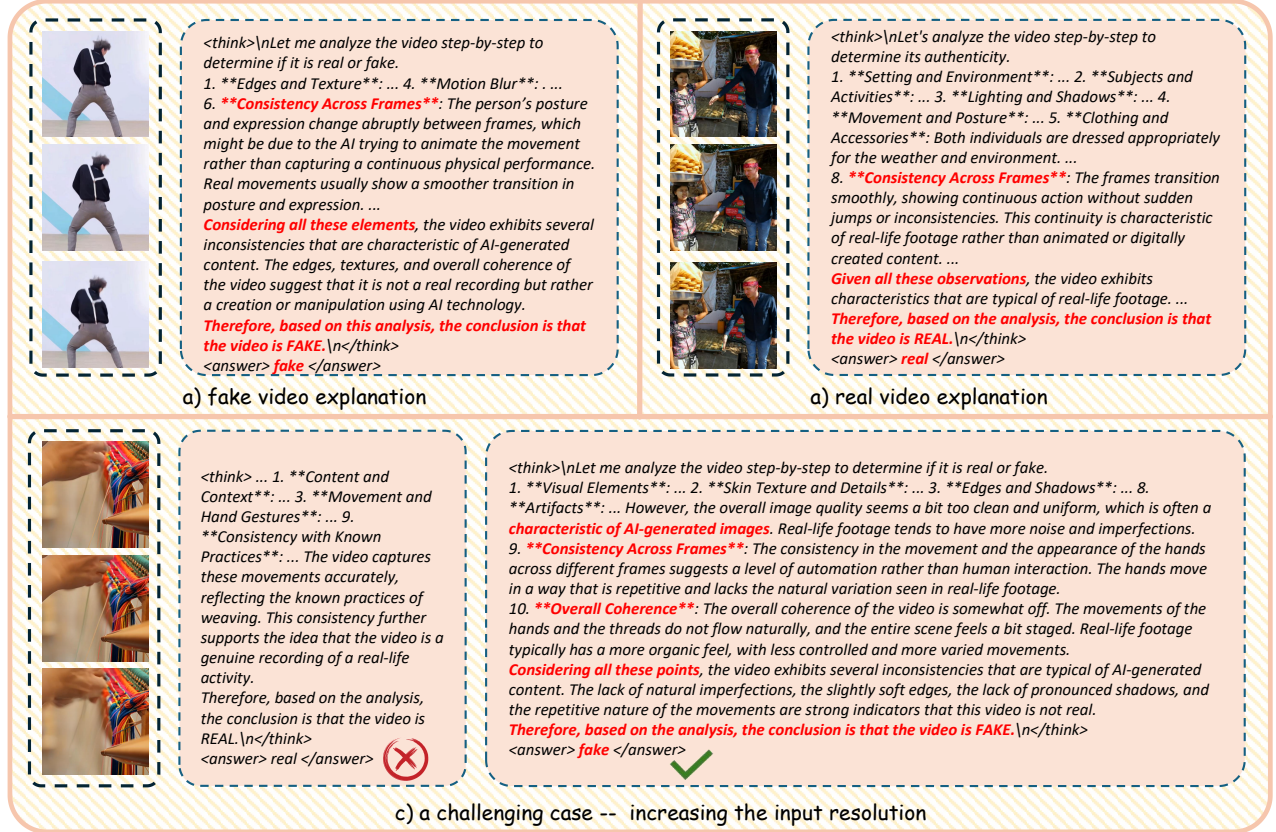 <think>\nLet me analyze the video step-by-step to
determine if it is real or fake.
1. **Edges and Texture**: ... 4. **Motion Blur**: . ...
6. **Consistency Across Frames**: The person’s posture
and expression change abruptly between frames, which
might be due to the AI trying to animate the movement
rather than capturing a continuous physical performance.
Real movements usually show a smoother transition in
posture and expression. ...
Considering all these elements, the video exhibits several
inconsistencies that are characteristic of AI-generated
content. The edges, textures, and overall coherence of
the video suggest that it is not a real recording but rather
a creation or manipulation using AI technology.
Therefore, based on this analysis, the conclusion is that
the video is FAKE.\n</think>
<answer> fake </answer>
a) fake video explanation
<think>\nLet's analyze the video step-by-step to
determine its authenticity.
1. **Setting and Environment**: ... 2. **Subjects and
Activities**: ... 3. **Lighting and Shadows**: ... 4.
**Movement and Posture**: ... 5. **Clothing and
Accessories**: Both individuals are dressed appropriately
for the weather and environment. ...
8. **Consistency Across Frames**: The frames transition
smoothly, showing continuous action without sudden
jumps or inconsistencies. This continuity is characteristic
of real-life footage rather than animated or digitally
created content. ...
Given all these observations, the video exhibits
characteristics that are typical of real-life footage. ...
Therefore, based on the analysis, the conclusion is that
the video is REAL.\n</think>
<answer> real </answer>
a) real video explanation
<think> ... 1. **Content and
Context**: ... 3. **Movement and
Hand Gestures**: ... 9.
**Consistency with Known
Practices**: ... The video captures
these movements accurately,
reflecting the known practices of
weaving. This consistency further
supports the idea that the video is a
genuine recording of a real-life
activity.
Therefore, based on the analysis,
the conclusion is that the video is
REAL.\n</think>
<answer> real </answer>
<think>\nLet me analyze the video step-by-step to determine if it is real or fake.
1. **Visual Elements**: ... 2. **Skin Texture and Details**: ... 3. **Edges and Shadows**: ... 8.
**Artifacts**: ... However, the overall image quality seems a bit too clean and uniform, which is often a
characteristic of AI-generated images. Real-life footage tends to have more noise and imperfections.
9. **Consistency Across Frames**: The consistency in the movement and the appearance of the hands
across different frames suggests a level of automation rather than human interaction. The hands move
in a way that is repetitive and lacks the natural variation seen in real-life footage.
10. **Overall Coherence**: The overall coherence of the video is somewhat off. The movements of the
hands and the threads do not flow naturally, and the entire scene feels a bit staged. Real-life footage
typically has a more organic feel, with less controlled and more varied movements.
Considering all these points, the video exhibits several inconsistencies that are typical of AI-generated
content. The lack of natural imperfections, the slightly soft edges, the lack of pronounced shadows, and
the repetitive nature of the movements are strong indicators that this video is not real.
Therefore, based on the analysis, the conclusion is that the video is FAKE.\n</think>
<answer> fake </answer>
c) a challenging case -- increasing the input resolution